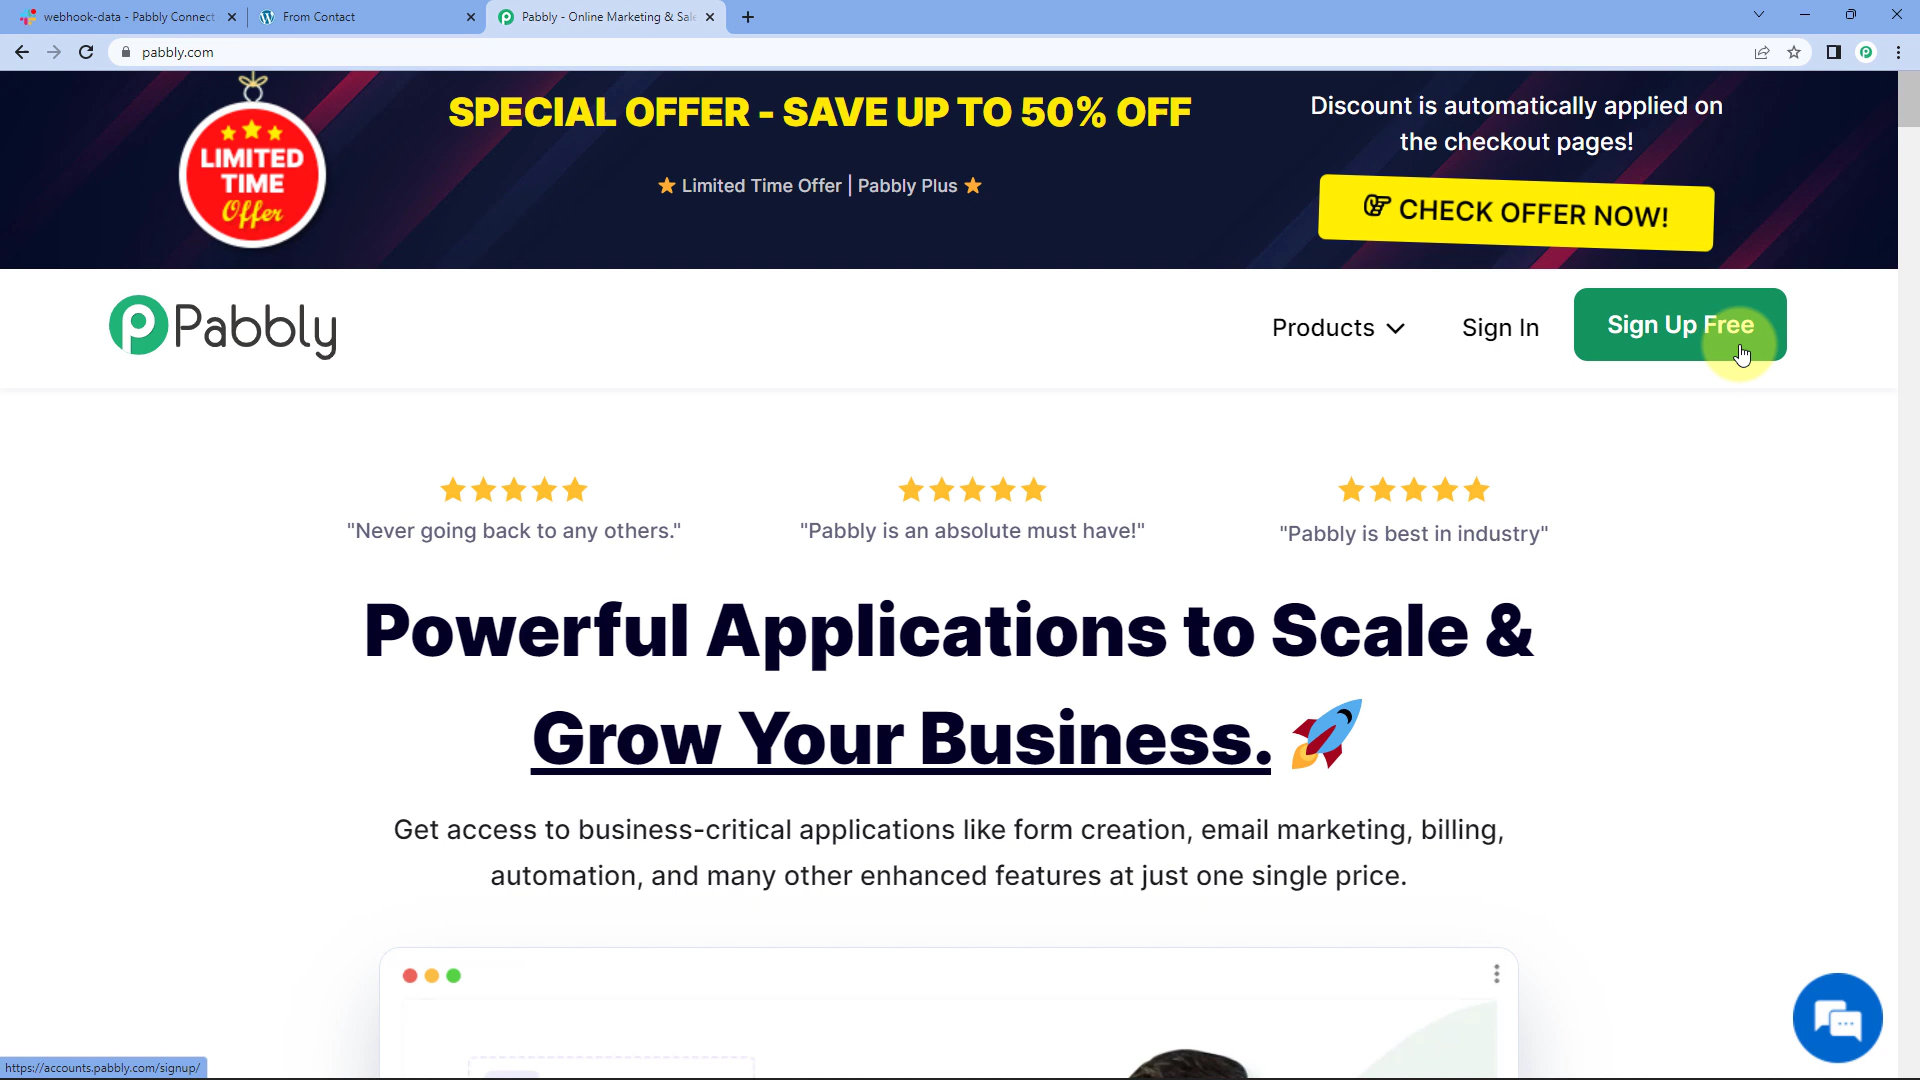 webhook-data - Pabbly Connect
From Contact
Pabbly - Online Marketing & Sal
pabbly.com
LIMITED
TIME
Offer
SPECIAL OFFER - SAVE UP TO 50% OFF
Limited Time Offer | Pabbly Plus
Discount is automatically applied on
the checkout pages!
CHECK OFFER NOW!
Pabbly
Products
Sign In
Sign Up Free
"Never going back to any others."
"Pabbly is an absolute must have!"
"Pabbly is best in industry"
Powerful Applications to Scale &
Grow Your Business.
Get access to business-critical applications like form creation, email marketing, billing,
automation, and many other enhanced features at just one single price.
https://accounts.pabbly.com/signup/